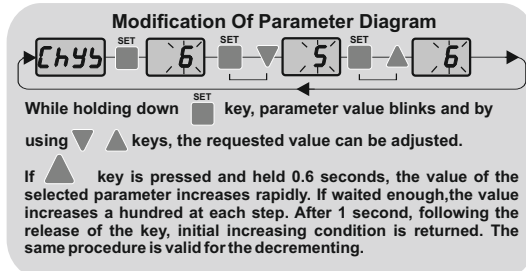 Modification Of Parameter Diagram
SET SET SET
ChyS 6 5 6
While holding down SET key, parameter value blinks and by
using keys, the requested value can be adjusted.
If key is pressed and held 0.6 seconds, the value of the
selected parameter increases rapidly. If waited enough,the value
increases a hundred at each step. After 1 second, following the
release of the key, initial increasing condition is returned. The
same procedure is valid for the decrementing.